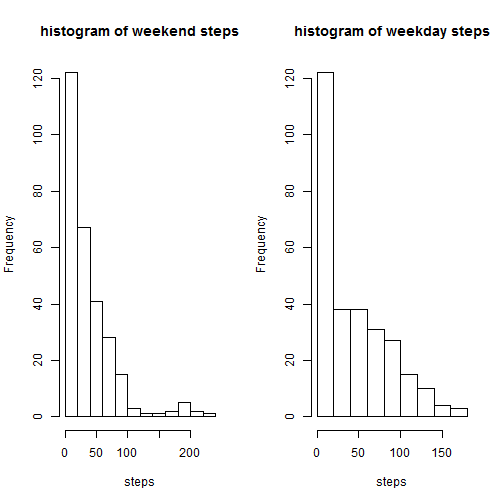 histogram of weekend steps
Frequency
0 20 40 60 80 100 120
0 50 100 200
steps
histogram of weekday steps
Frequency
0 20 40 60 80 100 120
0 50 100 150
steps